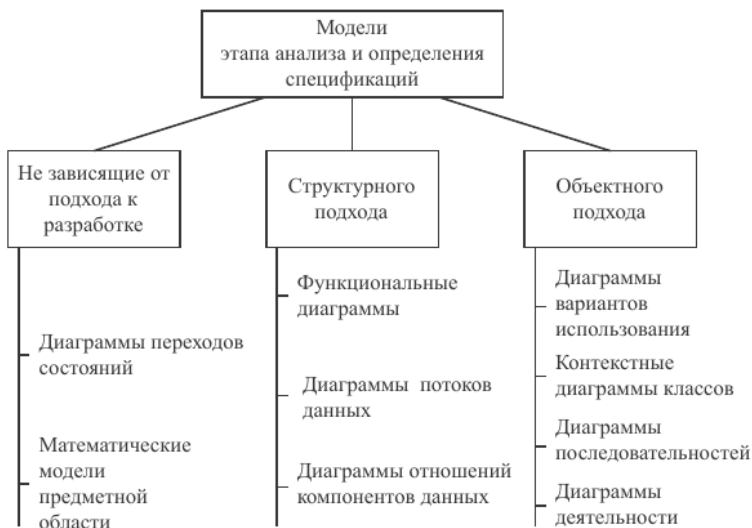 Модели
этапа анализа и определения
спецификаций
Не зависящие от
подхода к
разработке
Структурного
подхода
Объектного
подхода
Диаграммы переходов
состояний
Математические
модели
предметной
области
Функциональные
диаграммы
Диаграммы потоков
данных
Диаграммы отношений
компонентов данных
Диаграммы
вариантов
использования
Контекстные
диаграммы классов
Диаграммы
последовательностей
Диаграммы
деятельности